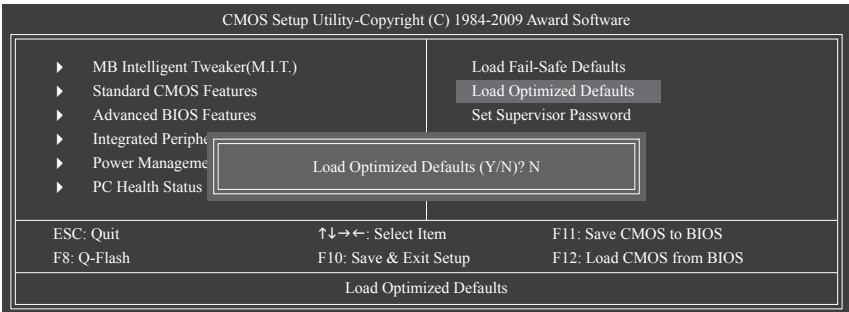 CMOS Setup Utility-Copyright (C) 1984-2009 Award Software
MB Intelligent Tweaker(M.I.T.)
Standard CMOS Features
Advanced BIOS Features
Integrated Periphe
Power Manageme
PC Health Status
Load Fail-Safe Defaults
Load Optimized Defaults
Set Supervisor Password
Load Optimized Defaults (Y/N)? N
ESC: Quit ↑↓→←: Select Item F11: Save CMOS to BIOS
F8: Q-Flash F10: Save & Exit Setup F12: Load CMOS from BIOS
Load Optimized Defaults